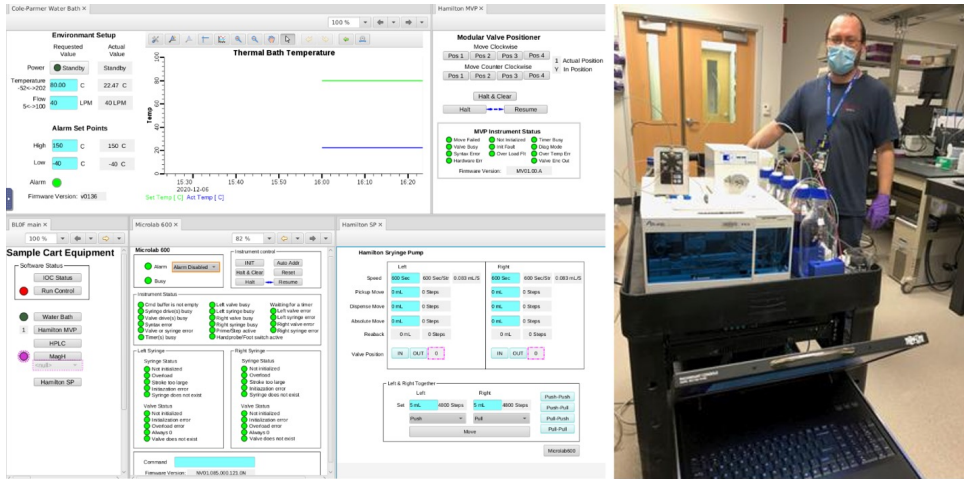 Cole-Parmer Water Bath
Environmant Setup
Requested Value
Actual Value
Power
Standby
Standby
Temperature
-52<->202
80.00 C
22.47 C
Flow
5<->100
40 LPM
40 LPM
Alarm Set Points
High 150 C
150 C
Low -40 C
-40 C
Alarm
Firmware Version: v0136
100 %
Thermal Bath Temperature
Temp
80
60
40
20
0
15:30
2020-12-06
15:40
15:50
16:00
16:10
16:20
Set Temp [ C] Act Temp [ C]
Hamilton MVP
Modular Valve Positioner
Move Clockwise
Pos 1 Pos 2 Pos 3 Pos 4
Move Counter Clockwise
Pos 1 Pos 2 Pos 3 Pos 4
1 Actual Position
Y In Position
Halt & Clear
Halt
Resume
MVP Instrument Status
Move Failed
Not Initialized
Timer Busy
Valve Busy
Init Fault
Diag Mode
Syntax Error
Over Load Flt
Over Temp Err
Hardware Err
Valve Enc Out
Firmware Version: MV01.00.A
BLDF main
100 %
Sample Cart Equipment
Software Status
IOC Status
Run Control
Water Bath
1 Hamilton MVP
HPLC
MagH
<null>
Hamilton SP
Microlab 600
82 %
Microlab 600
Alarm
Alarm Disabled
Busy
Instrument control
INIT
Auto Addr
Halt & Clear
Reset
Halt
Resume
Instrument Status
Cmd buffer is not empty
Syringe drive(s) busy
Valve drive(s) busy
Syntax error
Valve or syringe error
Timer(s) busy
Left valve busy
Left syringe busy
Right valve busy
Right syringe busy
Prime/Step active
Handprobe/Foot switch active
Waiting for a timer
Left valve error
Left syringe error
Right valve error
Right syringe error
Left Syringe
Syringe Status
Not initialized
Overload
Stroke too large
Initiazation error
Syringe does not exist
Valve Status
Not initialized
Initialization error
Overload error
Always 0
Valve does not exist
Right Syringe
Syringe Status
Not initialized
Overload
Stroke too large
Initiazation error
Syringe does not exist
Valve Status
Not initialized
Initialization error
Overload error
Always 0
Valve does not exist
Command
Firmware Version:
Hamilton SP
Hamilton Sryinge Pump
Left
Right
Speed
600 Sec
600 Sec/Str
0.083 mL/S
600 Sec
600 Sec/Str
0.083 mL/S
Pickup Move
0 mL
0 Steps
0 mL
0 Steps
Dispense Move
0 mL
0 Steps
0 mL
0 Steps
Absolute Move
0 mL
0 Steps
0 mL
0 Steps
Readback
0 mL
0 Steps
0 mL
0 Steps
Valve Position
IN OUT 0
IN OUT 0
Left & Right Together
Left
Right
Set
5 mL
4800 Steps
5 mL
4800 Steps
Push
Pull
Move
Push-Push
Push-Pull
Pull-Push
Pull-Pull
Microlab600